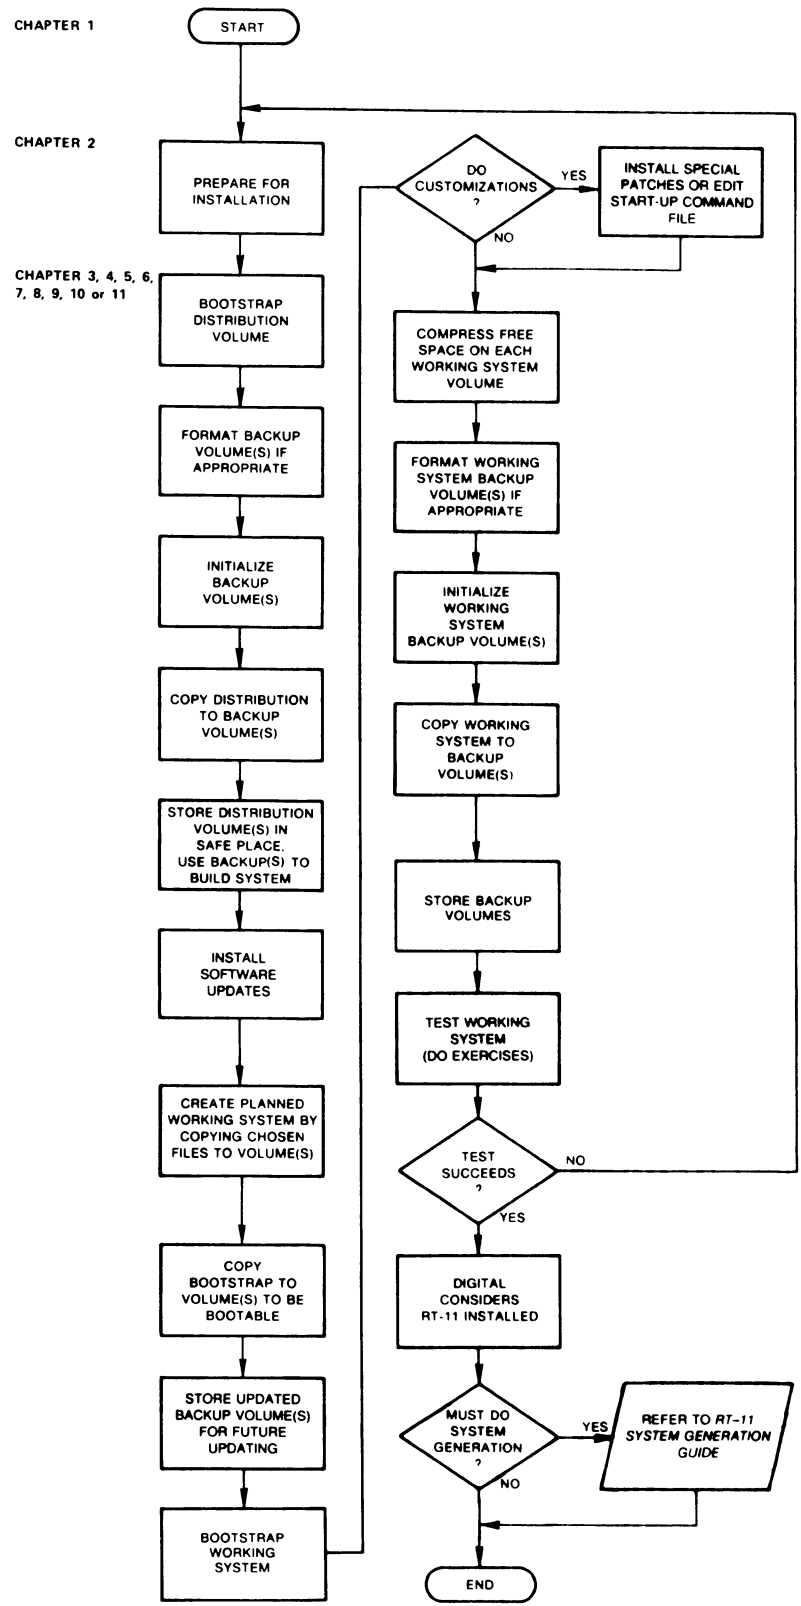 CHAPTER 1
START
CHAPTER 2
PREPARE FOR
INSTALLATION
CHAPTER 3, 4, 5, 6,
7, 8, 9, 10 or 11
BOOTSTRAP
DISTRIBUTION
VOLUME
FORMAT BACKUP
VOLUME(S) IF
APPROPRIATE
INITIALIZE
BACKUP
VOLUME(S)
COPY DISTRIBUTION
TO BACKUP
VOLUME(S)
STORE DISTRIBUTION
VOLUME(S) IN
SAFE PLACE.
USE BACKUP(S) TO
BUILD SYSTEM
INSTALL
SOFTWARE
UPDATES
CREATE PLANNED
WORKING SYSTEM BY
COPYING CHOSEN
FILES TO VOLUME(S)
COPY
BOOTSTRAP TO
VOLUME(S) TO BE
BOOTABLE
STORE UPDATED
BACKUP VOLUME(S)
FOR FUTURE
UPDATING
BOOTSTRAP
WORKING
SYSTEM
DO
CUSTOMIZATIONS
?
YES
INSTALL SPECIAL
PATCHES OR EDIT
START-UP COMMAND
FILE
NO
COMPRESS FREE
SPACE ON EACH
WORKING SYSTEM
VOLUME
FORMAT WORKING
SYSTEM BACKUP
VOLUME(S) IF
APPROPRIATE
INITIALIZE
WORKING
SYSTEM
BACKUP VOLUME(S)
COPY WORKING
SYSTEM TO
BACKUP
VOLUME(S)
STORE BACKUP
VOLUMES
TEST WORKING
SYSTEM
(DO EXERCISES)
TEST
SUCCEEDS
?
NO
YES
DIGITAL
CONSIDERS
RT-11 INSTALLED
MUST DO
SYSTEM
GENERATION
?
YES
REFER TO RT-11
SYSTEM GENERATION
GUIDE
NO
END